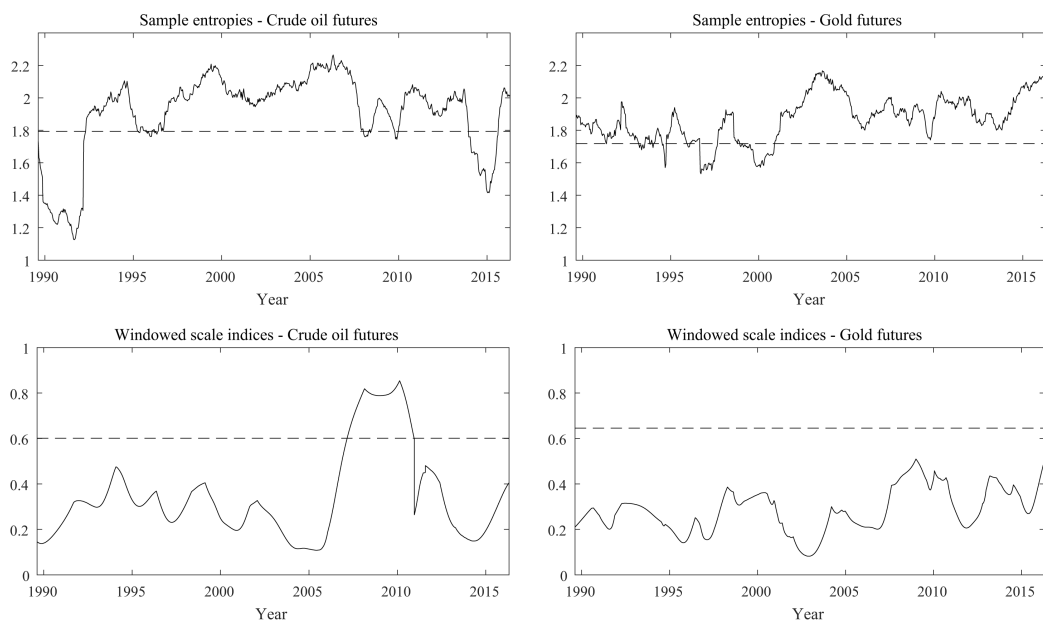 Sample entropies - Crude oil futures
2.2
2
1.8
1.6
1.4
1.2
1
1990 1995 2000 2005 2010 2015
Year
Sample entropies - Gold futures
2.2
2
1.8
1.6
1.4
1.2
1
1990 1995 2000 2005 2010 2015
Year
Windowed scale indices - Crude oil futures
1
0.8
0.6
0.4
0.2
0
1990 1995 2000 2005 2010 2015
Year
Windowed scale indices - Gold futures
1
0.8
0.6
0.4
0.2
0
1990 1995 2000 2005 2010 2015
Year